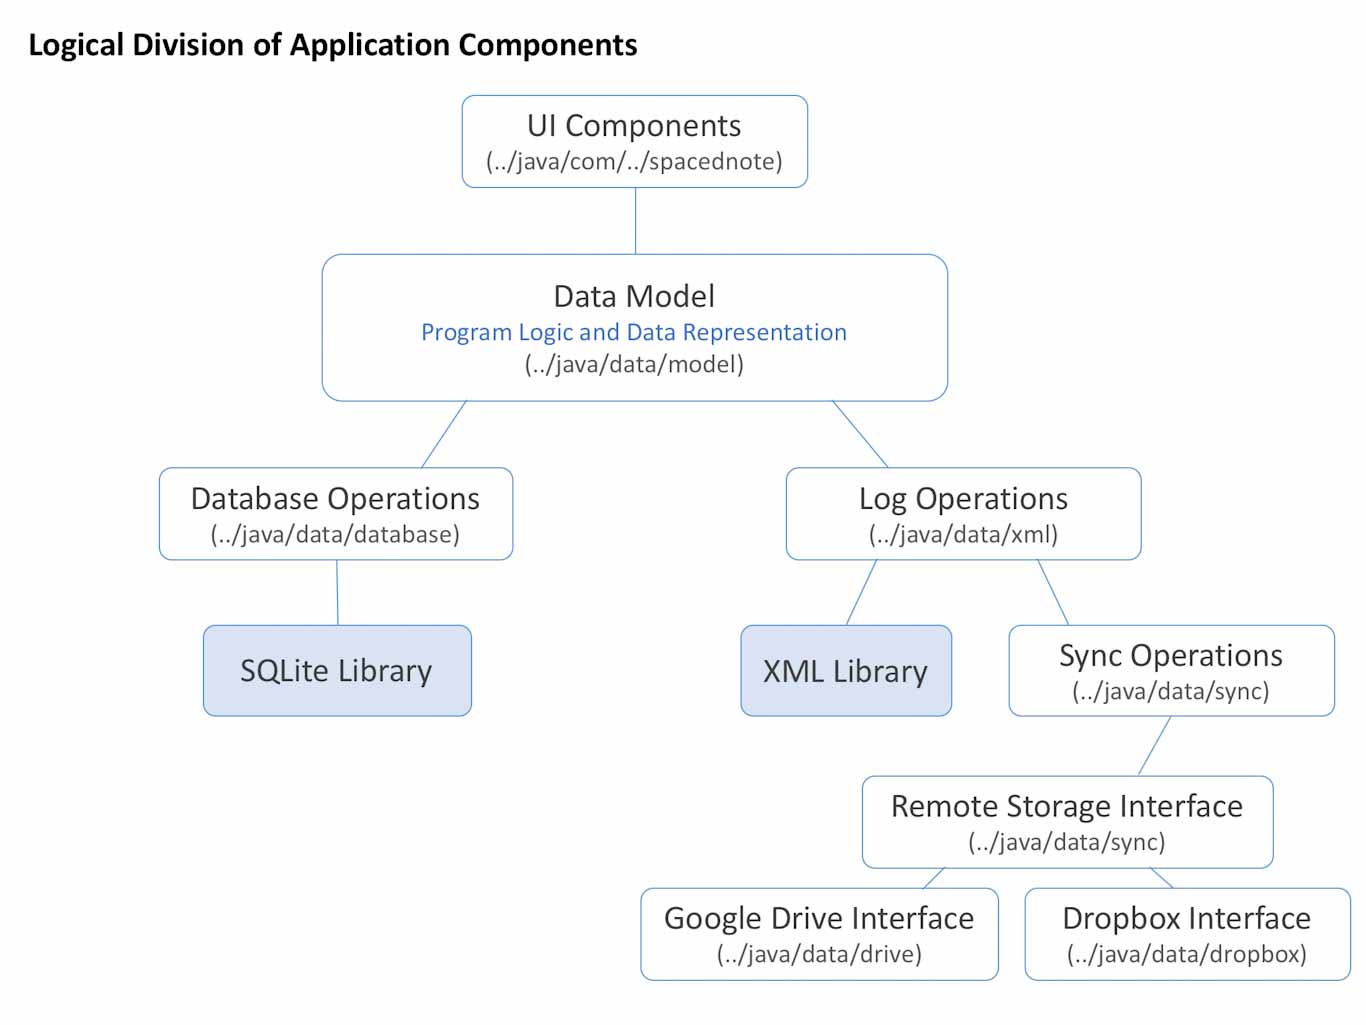 Logical Division of Application Components
UI Components
(../java/com/../spacednote)
Data Model
Program Logic and Data Representation
(../java/data/model)
Database Operations
(../java/data/database)
Log Operations
(../java/data/xml)
SQLite Library
XML Library
Sync Operations
(../java/data/sync)
Remote Storage Interface
(../java/data/sync)
Google Drive Interface
(../java/data/drive)
Dropbox Interface
(../java/data/dropbox)